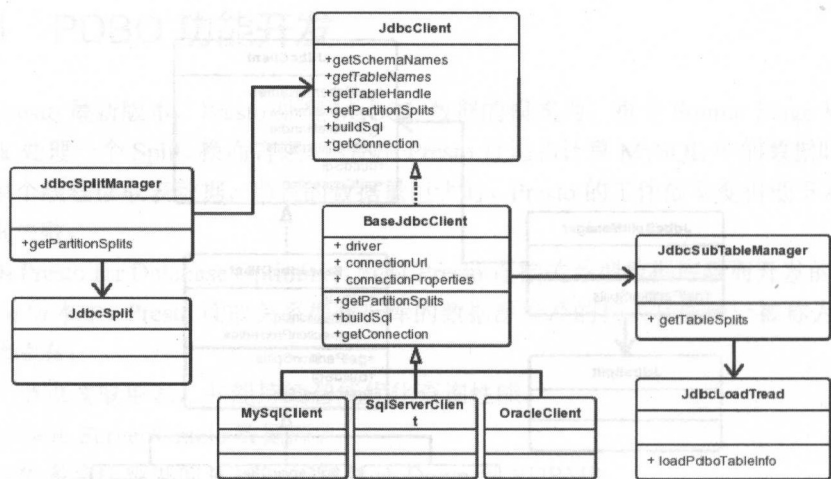 JdbcClient
+getSchemaNames
+getTableNames
+getTableHandle
+getPartitionSplits
+buildSql
+getConnection
JdbcSplitManager
+getPartitionSplits
JdbcSplit
BaseJdbcClient
+ driver
+ connectionUrl
+ connectionProperties
+getPartitionSplits
+buildSql
+getConnection
JdbcSubTableManager
+ getTableSplits
MySqlClient
SqlServerClien
t
OracleClient
JdbcLoadTread
+ loadPdboTableInfo